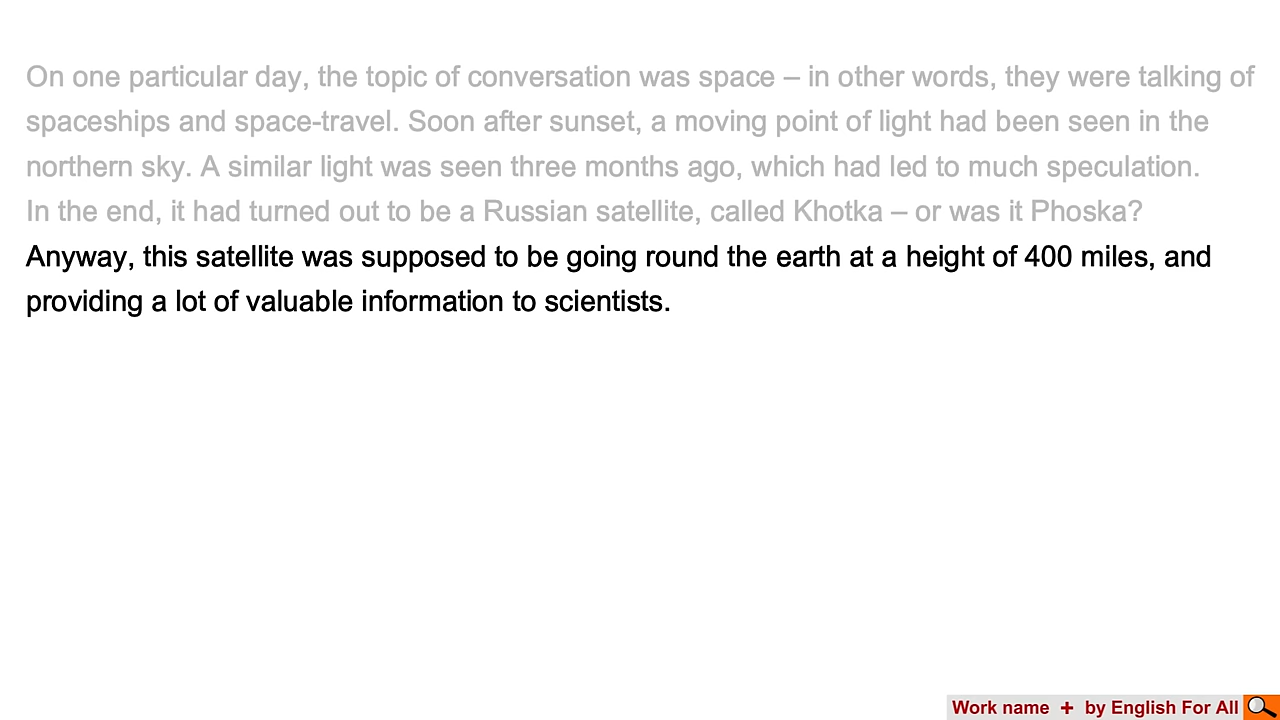 On one particular day, the topic of conversation was space – in other words, they were talking of
spaceships and space-travel. Soon after sunset, a moving point of light had been seen in the
northern sky. A similar light was seen three months ago, which had led to much speculation.
In the end, it had turned out to be a Russian satellite, called Khotka – or was it Phoska?
Anyway, this satellite was supposed to be going round the earth at a height of 400 miles, and
providing a lot of valuable information to scientists.
Work name + by English For All